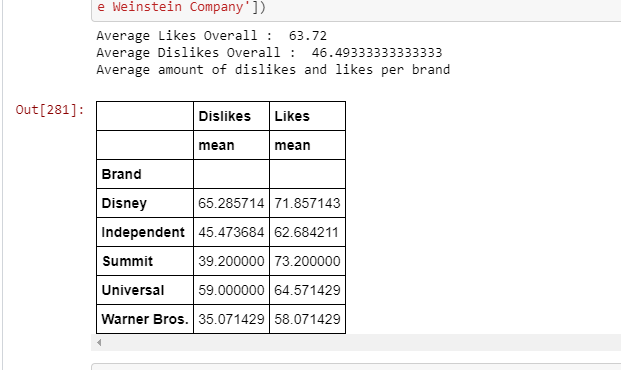 e Weinstein Company'])
Average Likes Overall :  63.72
Average Dislikes Overall :  46.49333333333333
Average amount of dislikes and likes per brand
Out[281]:
Dislikes Likes
mean mean
Brand
Disney 65.285714 71.857143
Independent 45.473684 62.684211
Summit 39.200000 73.200000
Universal 59.000000 64.571429
Warner Bros. 35.071429 58.071429